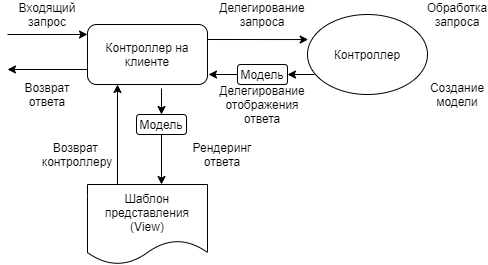 Входящий
запрос
Делегирование
запроса
Обработка
запроса
Контроллер на
клиенте
Контроллер
Модель
Возврат
ответа
Делегирование
отображения
ответа
Создание
модели
Модель
Возврат
контроллеру
Рендеринг
ответа
Шаблон
представления
(View)